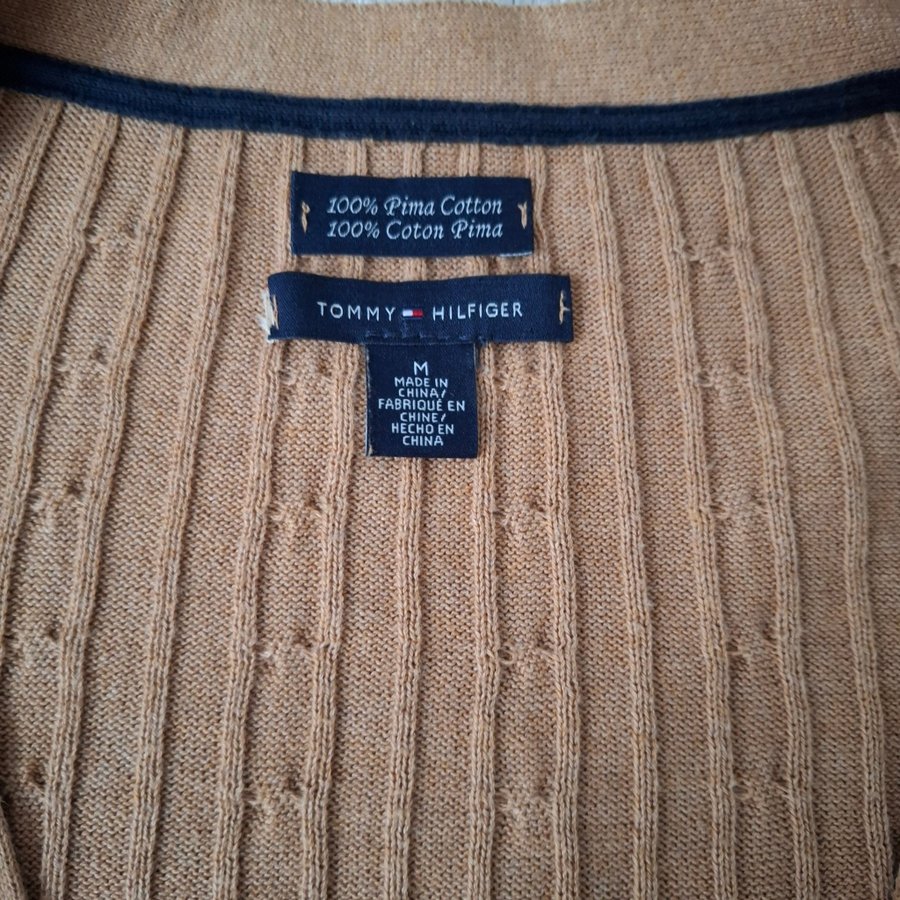 100% Pima Cotton
100% Coton Pima
TOMMY HILFIGER
M
MADE IN
CHINA/
FABRIQUÉ EN
CHINE/
HECHO EN
CHINA